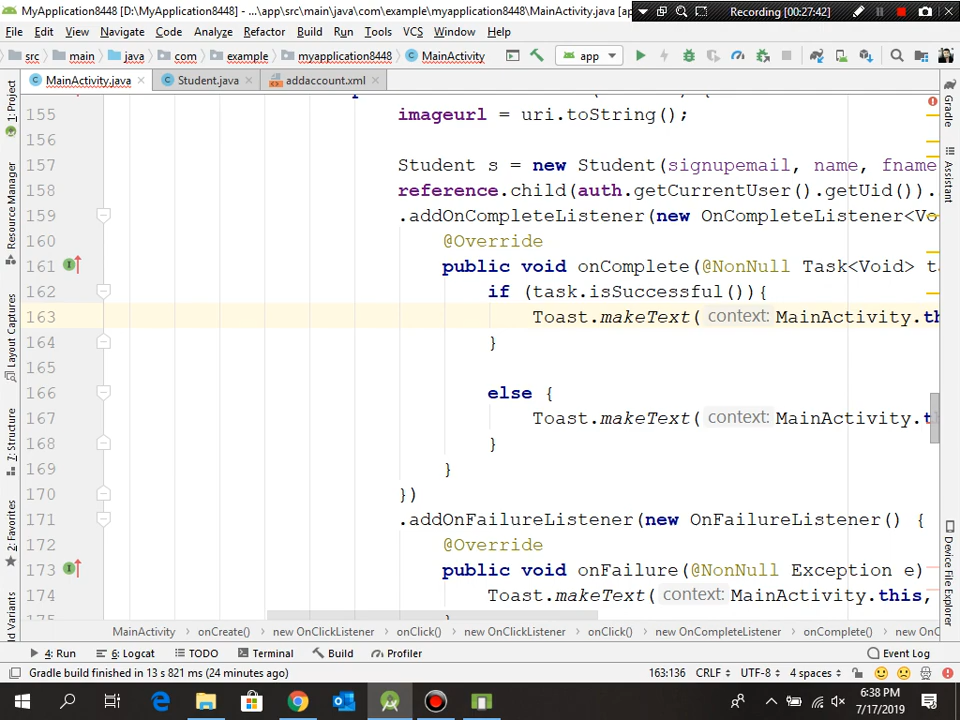 MyApplication8448 [D:\MyApplication8448] - ...\app\src\main\java\com\example\myapplication8448\MainActivity.java [ap
Recording [00:27:42]
File Edit View Navigate Code Analyze Refactor Build Run Tools VCS Window Help
src main java com example myapplication8448 MainActivity app
MainActivity.java Student.java addaccount.xml
155 imageurl = uri.toString();
156
157 Student s = new Student(signupemail, name, fname
158 reference.child(auth.getCurrentUser().getUid()).
159 .addOnCompleteListener(new OnCompleteListener<Vo
160 @Override
161 public void onComplete(@NonNull Task<Void> ta
162 if (task.isSuccessful()){
163 Toast.makeText( context: MainActivity.th
164 }
165
166 else {
167 Toast.makeText( context: MainActivity.th
168 }
169 }
170 })
171 .addOnFailureListener(new OnFailureListener() {
172 @Override
173 public void onFailure(@NonNull Exception e)
174 Toast.makeText( context: MainActivity.this,
1: Project
Resource Manager
Layout Captures
7: Structure
2: Favorites
ld Variants
Gradle
Assistant
Device File Explorer
MainActivity onCreate() new OnClickListener onClick() new OnClickListener onClick() new OnCompleteListener onComplete() new OnC
4: Run 6: Logcat TODO Terminal Build Profiler Event Log
Gradle build finished in 13 s 821 ms (24 minutes ago) 163:136 CRLF UTF-8 4 spaces
6:38 PM
7/17/2019